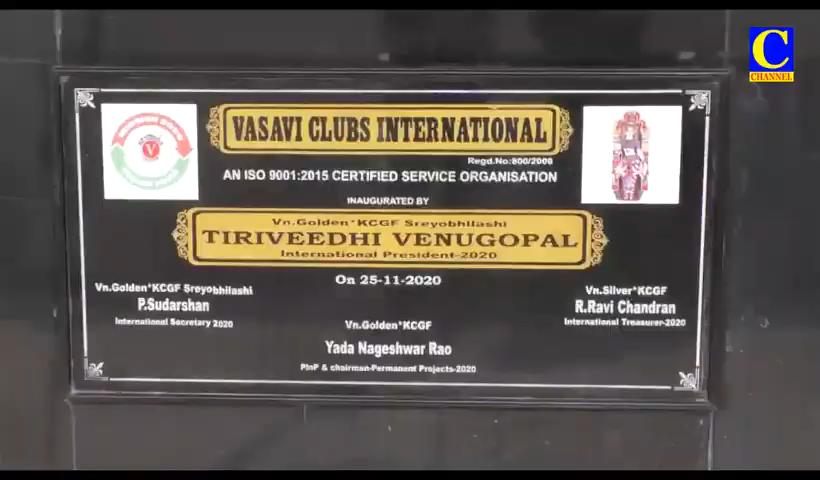 C
CHANNEL
VASAVI CLUBS INTERNATIONAL
Regd.No:800/2008
AN ISO 9001:2015 CERTIFIED SERVICE ORGANISATION
INAUGURATED BY
Vn.Golden*KCGF Sreyobhilashi
TIRIVEEDHI VENUGOPAL
International President-2020
On 25-11-2020
Vn.Golden*KCGF Sreyobhilashi
P.Sudarshan
International Secretary 2020
Vn.Silver*KCGF
R.Ravi Chandran
International Treasurer-2020
Vn.Golden*KCGF
Yada Nageshwar Rao
PInP & chairman-Permanent Projects-2020